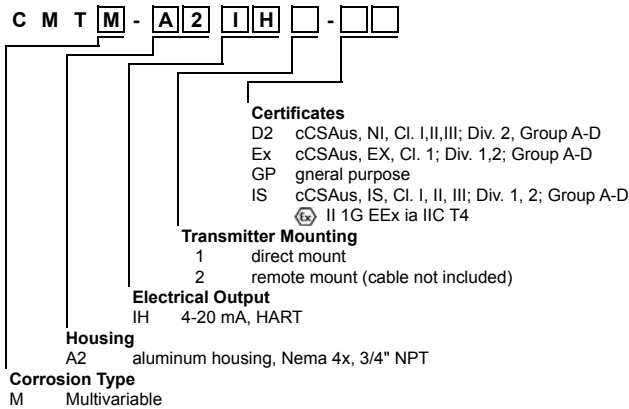 C M T M - A 2 I H -
Certificates
D2 cCSAus, NI, Cl. I,II,III; Div. 2, Group A-D
Ex cCSAus, EX, Cl. 1; Div. 1,2; Group A-D
GP gneral purpose
IS cCSAus, IS, Cl. I, II, III; Div. 1, 2; Group A-D
Ex II 1G EEx ia IIC T4
Transmitter Mounting
1 direct mount
2 remote mount (cable not included)
Electrical Output
IH 4-20 mA, HART
Housing
A2 aluminum housing, Nema 4x, 3/4" NPT
Corrosion Type
M Multivariable